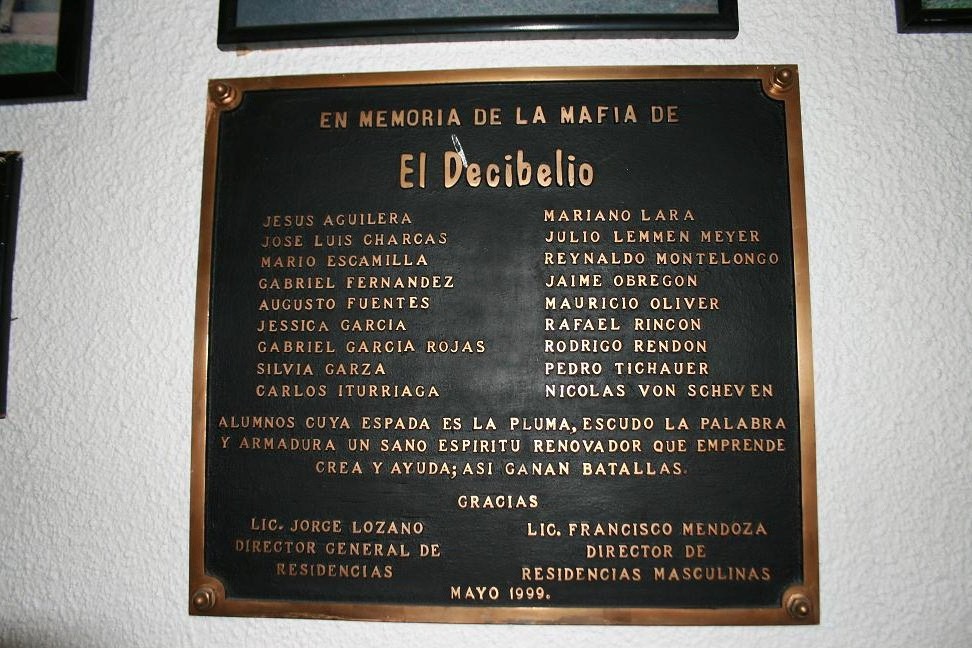 EN MEMORIA DE LA MAFIA DE
El Decibelio
JESUS AGUILERA
JOSE LUIS CHARCAS
MARIO ESCAMILLA
GABRIEL FERNANDEZ
AUGUSTO FUENTES
JESSICA GARCIA
GABRIEL GARCIA ROJAS
SILVIA GARZA
CARLOS ITURRIAGA
MARIANO LARA
JULIO LEMMEN MEYER
REYNALDO MONTELONGO
JAIME OBREGON
MAURICIO OLIVER
RAFAEL RINCON
RODRIGO RENDON
PEDRO TICHAUER
NICOLAS VON SCHEVEN
ALUMNOS CUYA ESPADA ES LA PLUMA, ESCUDO LA PALABRA
Y ARMADURA UN SANO ESPIRITU RENOVADOR QUE EMPRENDE
CREA Y AYUDA; ASI GANAN BATALLAS.
GRACIAS
LIC. JORGE LOZANO
DIRECTOR GENERAL DE
RESIDENCIAS
LIC. FRANCISCO MENDOZA
DIRECTOR DE
RESIDENCIAS MASCULINAS
MAYO 1999.